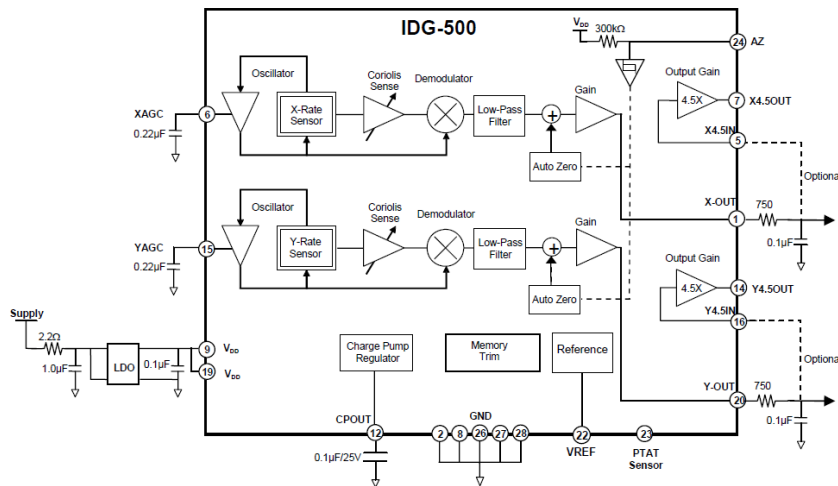 IDG-500
V_DD
300kΩ
24
AZ
Oscillator
Coriolis
Sense
Demodulator
Gain
Output Gain
XAGC
6
X-Rate
Sensor
Low-Pass
Filter
+
4.5X
7
X4.5OUT
0.22µF
X4.5IN
5
Auto Zero
Optional
X-OUT
1
750
0.1µF
Oscillator
Coriolis
Sense
Demodulator
Gain
YAGC
15
Y-Rate
Sensor
Low-Pass
Filter
+
Output Gain
0.22µF
4.5X
14
Y4.5OUT
Auto Zero
Y4.5IN
16
Supply
2.2Ω
1.0µF
LDO
0.1µF
9
V_DD
19
V_DD
Charge Pump
Regulator
Memory
Trim
Reference
Optional
Y-OUT
20
750
0.1µF
CPOUT
12
GND
2
8
26
27
28
22
VREF
23
PTAT
Sensor
0.1µF/25V